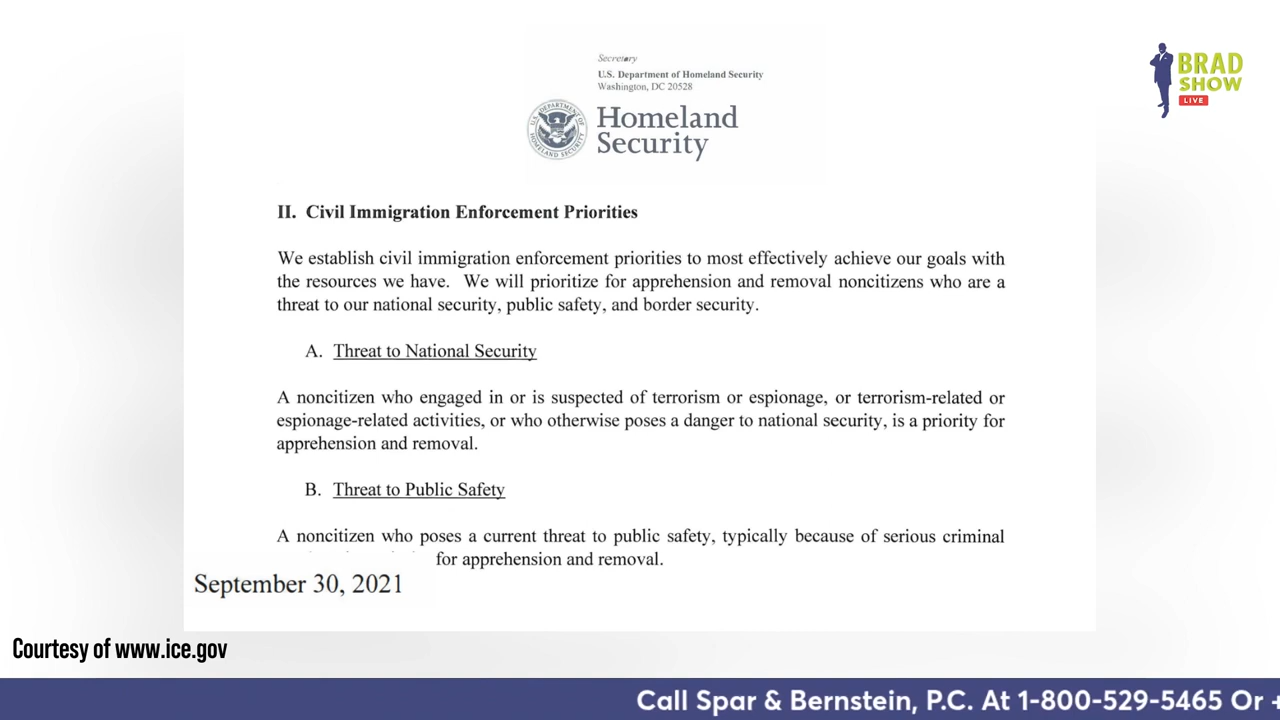 Secretary
U.S. Department of Homeland Security
Washington, DC 20528
U.S. DEPARTMENT OF
HOMELAND SECURITY
Homeland
Security
BRAD
SHOW
LIVE
II. Civil Immigration Enforcement Priorities
We establish civil immigration enforcement priorities to most effectively achieve our goals with
the resources we have. We will prioritize for apprehension and removal noncitizens who are a
threat to our national security, public safety, and border security.
A. Threat to National Security
A noncitizen who engaged in or is suspected of terrorism or espionage, or terrorism-related or
espionage-related activities, or who otherwise poses a danger to national security, is a priority for
apprehension and removal.
B. Threat to Public Safety
A noncitizen who poses a current threat to public safety, typically because of serious criminal
for apprehension and removal.
September 30, 2021
Courtesy of www.ice.gov
Call Spar & Bernstein, P.C. At 1-800-529-5465 Or +